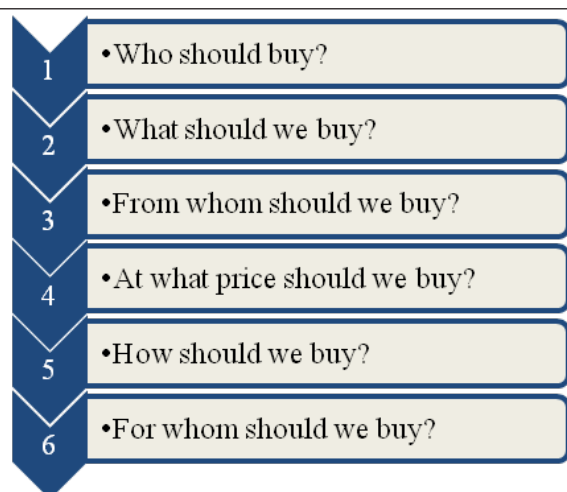 1
•Who should buy?
2
•What should we buy?
3
•From whom should we buy?
4
•At what price should we buy?
5
•How should we buy?
6
•For whom should we buy?